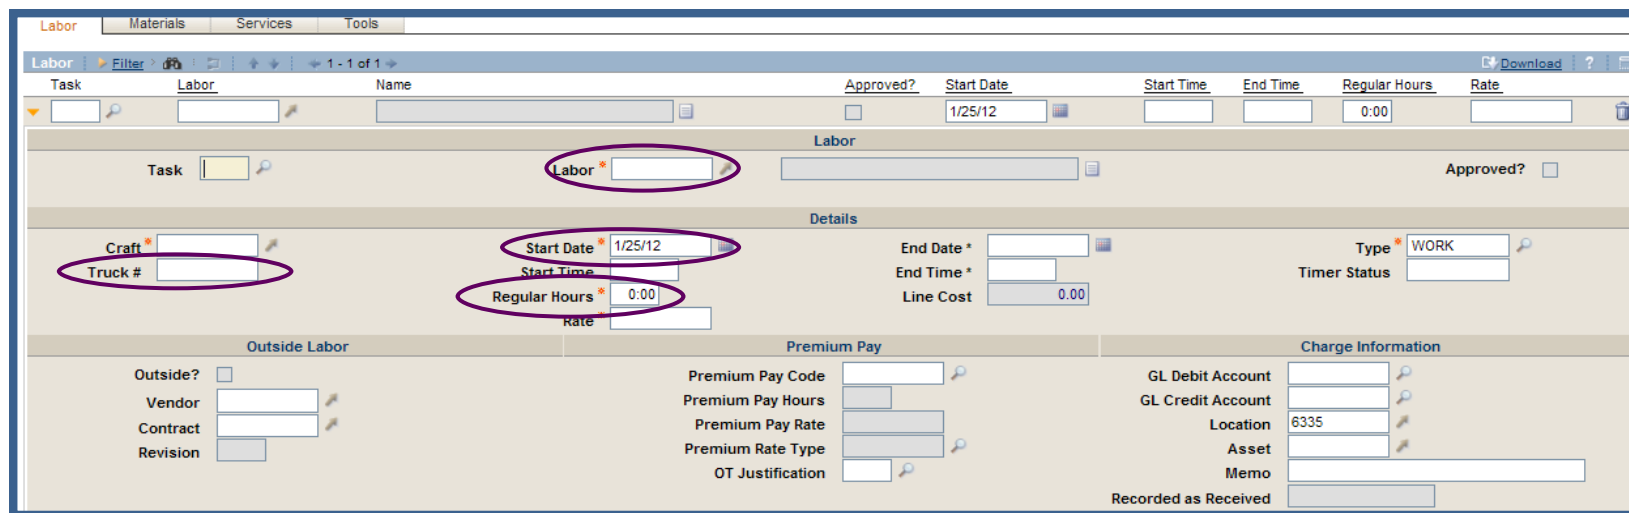 Labor Materials Services Tools
Labor Filter 1 - 1 of 1 Download ?
Task Labor Name Approved? Start Date Start Time End Time Regular Hours Rate
1/25/12 0:00
Labor
Task Labor * Approved?
Details
Craft * Start Date * 1/25/12 End Date * Type * WORK
Truck # Start Time End Time * Timer Status
Regular Hours * 0:00 Line Cost 0.00
Rate *
Outside Labor Premium Pay Charge Information
Outside? Premium Pay Code GL Debit Account
Vendor Premium Pay Hours GL Credit Account
Contract Premium Pay Rate Location 6335
Revision Premium Rate Type Asset
OT Justification Memo
Recorded as Received